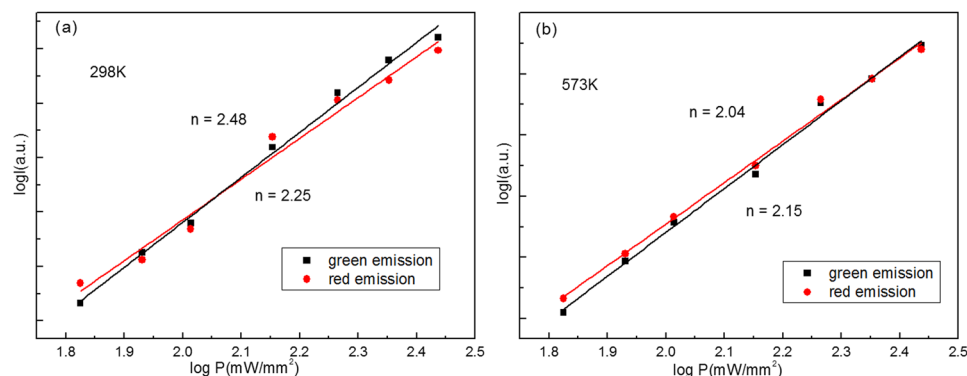 (a)
298K
n = 2.48
n = 2.25
green emission
red emission
logI(a.u.)
1.8 1.9 2.0 2.1 2.2 2.3 2.4 2.5
log P(mW/mm²)
(b)
573K
n = 2.04
n = 2.15
green emission
red emission
logI(a.u.)
1.8 1.9 2.0 2.1 2.2 2.3 2.4 2.5
log P(mW/mm²)